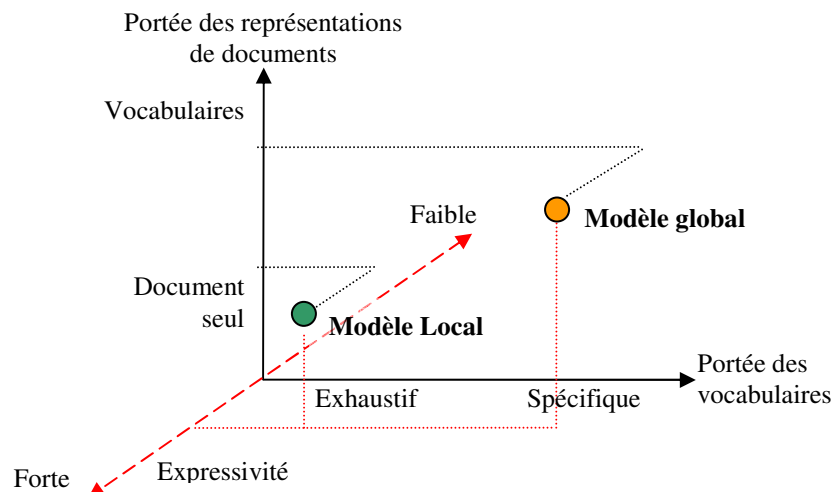 Portée des représentations
de documents
Vocabulaires
Faible
Modèle global
Document
seul
Modèle Local
Portée des
vocabulaires
Exhaustif
Spécifique
Expressivité
Forte